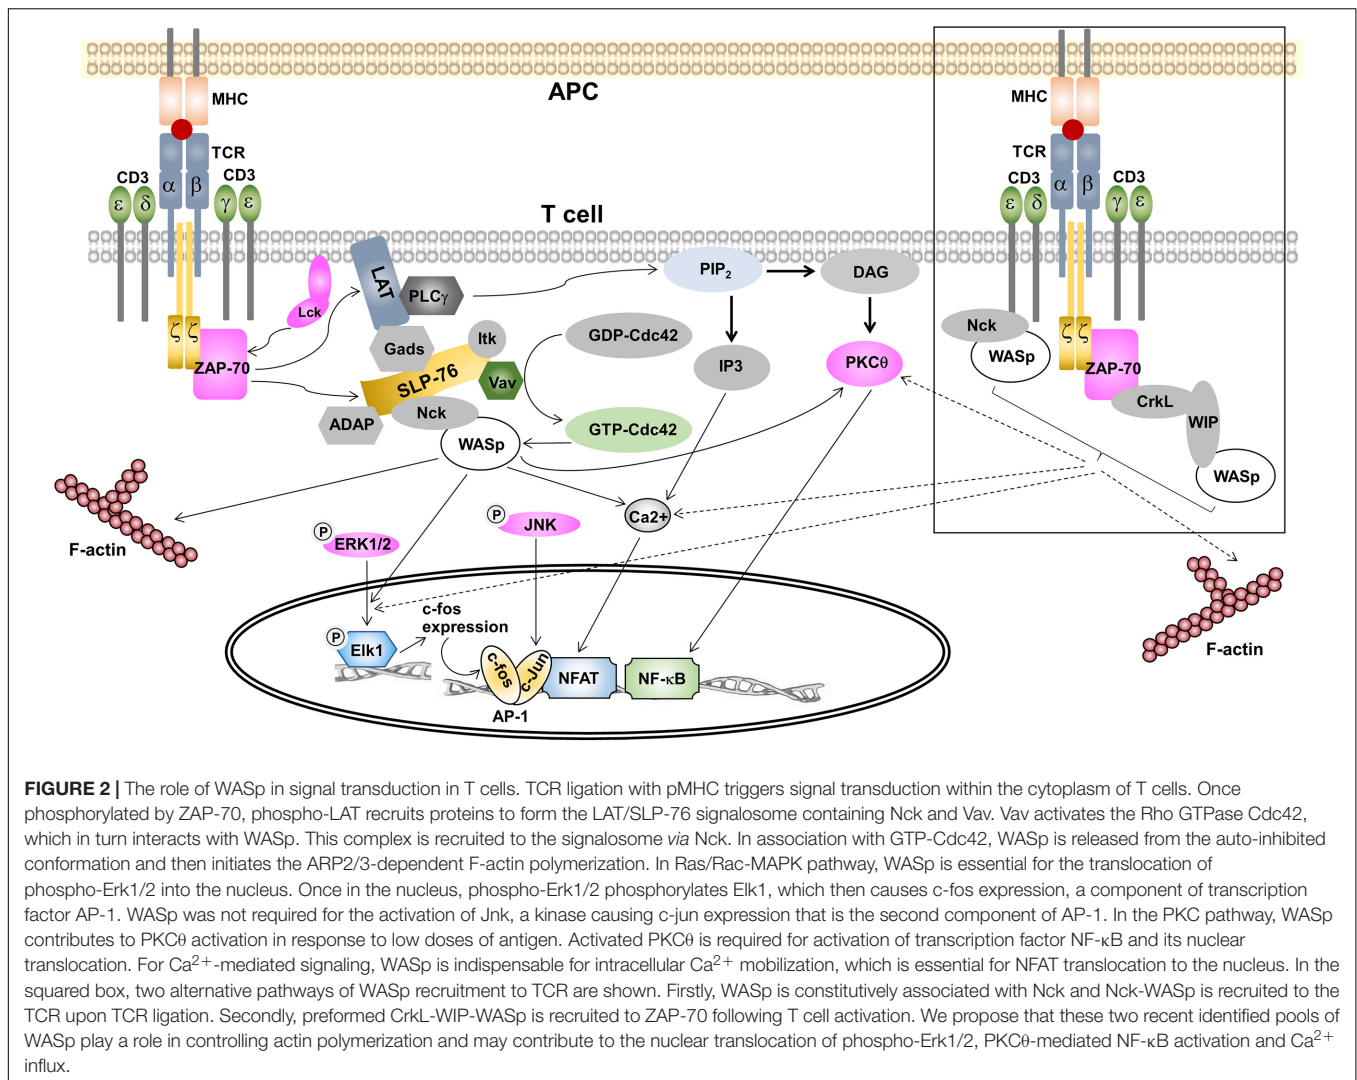 APC
MHC
TCR
CD3
CD3
ε
δ
α
β
γ
ε
T cell
LAT
PLCγ
Lck
ζ
ζ
ZAP-70
Gads
Itk
SLP-76
Vav
ADAP
Nck
WASp
PIP2
DAG
GDP-Cdc42
IP3
PKCθ
GTP-Cdc42
Ca2+
F-actin
P
ERK1/2
P
JNK
c-fos
expression
P
Elk1
c-fos
c-Jun
AP-1
NFAT
NF-κB
MHC
TCR
CD3
CD3
ε
δ
α
β
γ
ε
Nck
WASp
ζ
ζ
ZAP-70
CrkL
WIP
WASp
F-actin
FIGURE 2 | The role of WASp in signal transduction in T cells. TCR ligation with pMHC triggers signal transduction within the cytoplasm of T cells. Once
phosphorylated by ZAP-70, phospho-LAT recruits proteins to form the LAT/SLP-76 signalosome containing Nck and Vav. Vav activates the Rho GTPase Cdc42,
which in turn interacts with WASp. This complex is recruited to the signalosome via Nck. In association with GTP-Cdc42, WASp is released from the auto-inhibited
conformation and then initiates the ARP2/3-dependent F-actin polymerization. In Ras/Rac-MAPK pathway, WASp is essential for the translocation of
phospho-Erk1/2 into the nucleus. Once in the nucleus, phospho-Erk1/2 phosphorylates Elk1, which then causes c-fos expression, a component of transcription
factor AP-1. WASp was not required for the activation of Jnk, a kinase causing c-jun expression that is the second component of AP-1. In the PKC pathway, WASp
contributes to PKCθ activation in response to low doses of antigen. Activated PKCθ is required for activation of transcription factor NF-κB and its nuclear
translocation. For Ca2+-mediated signaling, WASp is indispensable for intracellular Ca2+ mobilization, which is essential for NFAT translocation to the nucleus. In the
squared box, two alternative pathways of WASp recruitment to TCR are shown. Firstly, WASp is constitutively associated with Nck and Nck-WASp is recruited to the
TCR upon TCR ligation. Secondly, preformed CrkL-WIP-WASp is recruited to ZAP-70 following T cell activation. We propose that these two recent identified pools of
WASp play a role in controlling actin polymerization and may contribute to the nuclear translocation of phospho-Erk1/2, PKCθ-mediated NF-κB activation and Ca2+
influx.